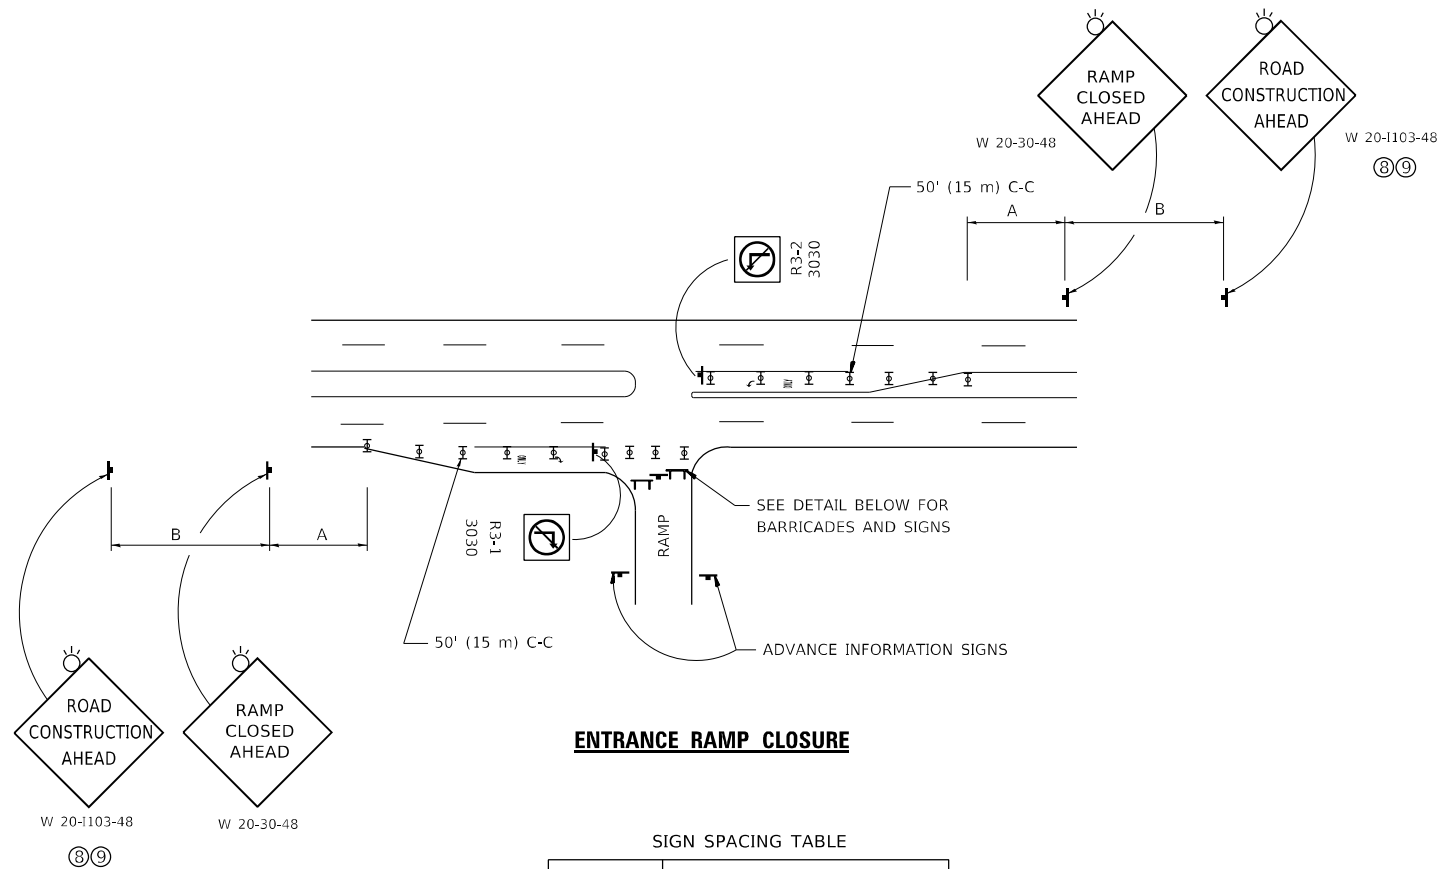 RAMP
CLOSED
AHEAD
W 20-30-48
ROAD
CONSTRUCTION
AHEAD
W 20-I103-48
⑧⑨
50' (15 m) C-C
A
B
R3-2
3030
B
A
R3-1
3030
RAMP
SEE DETAIL BELOW FOR
BARRICADES AND SIGNS
50' (15 m) C-C
ADVANCE INFORMATION SIGNS
ROAD
CONSTRUCTION
AHEAD
W 20-I103-48
⑧⑨
RAMP
CLOSED
AHEAD
W 20-30-48
ENTRANCE RAMP CLOSURE
SIGN SPACING TABLE